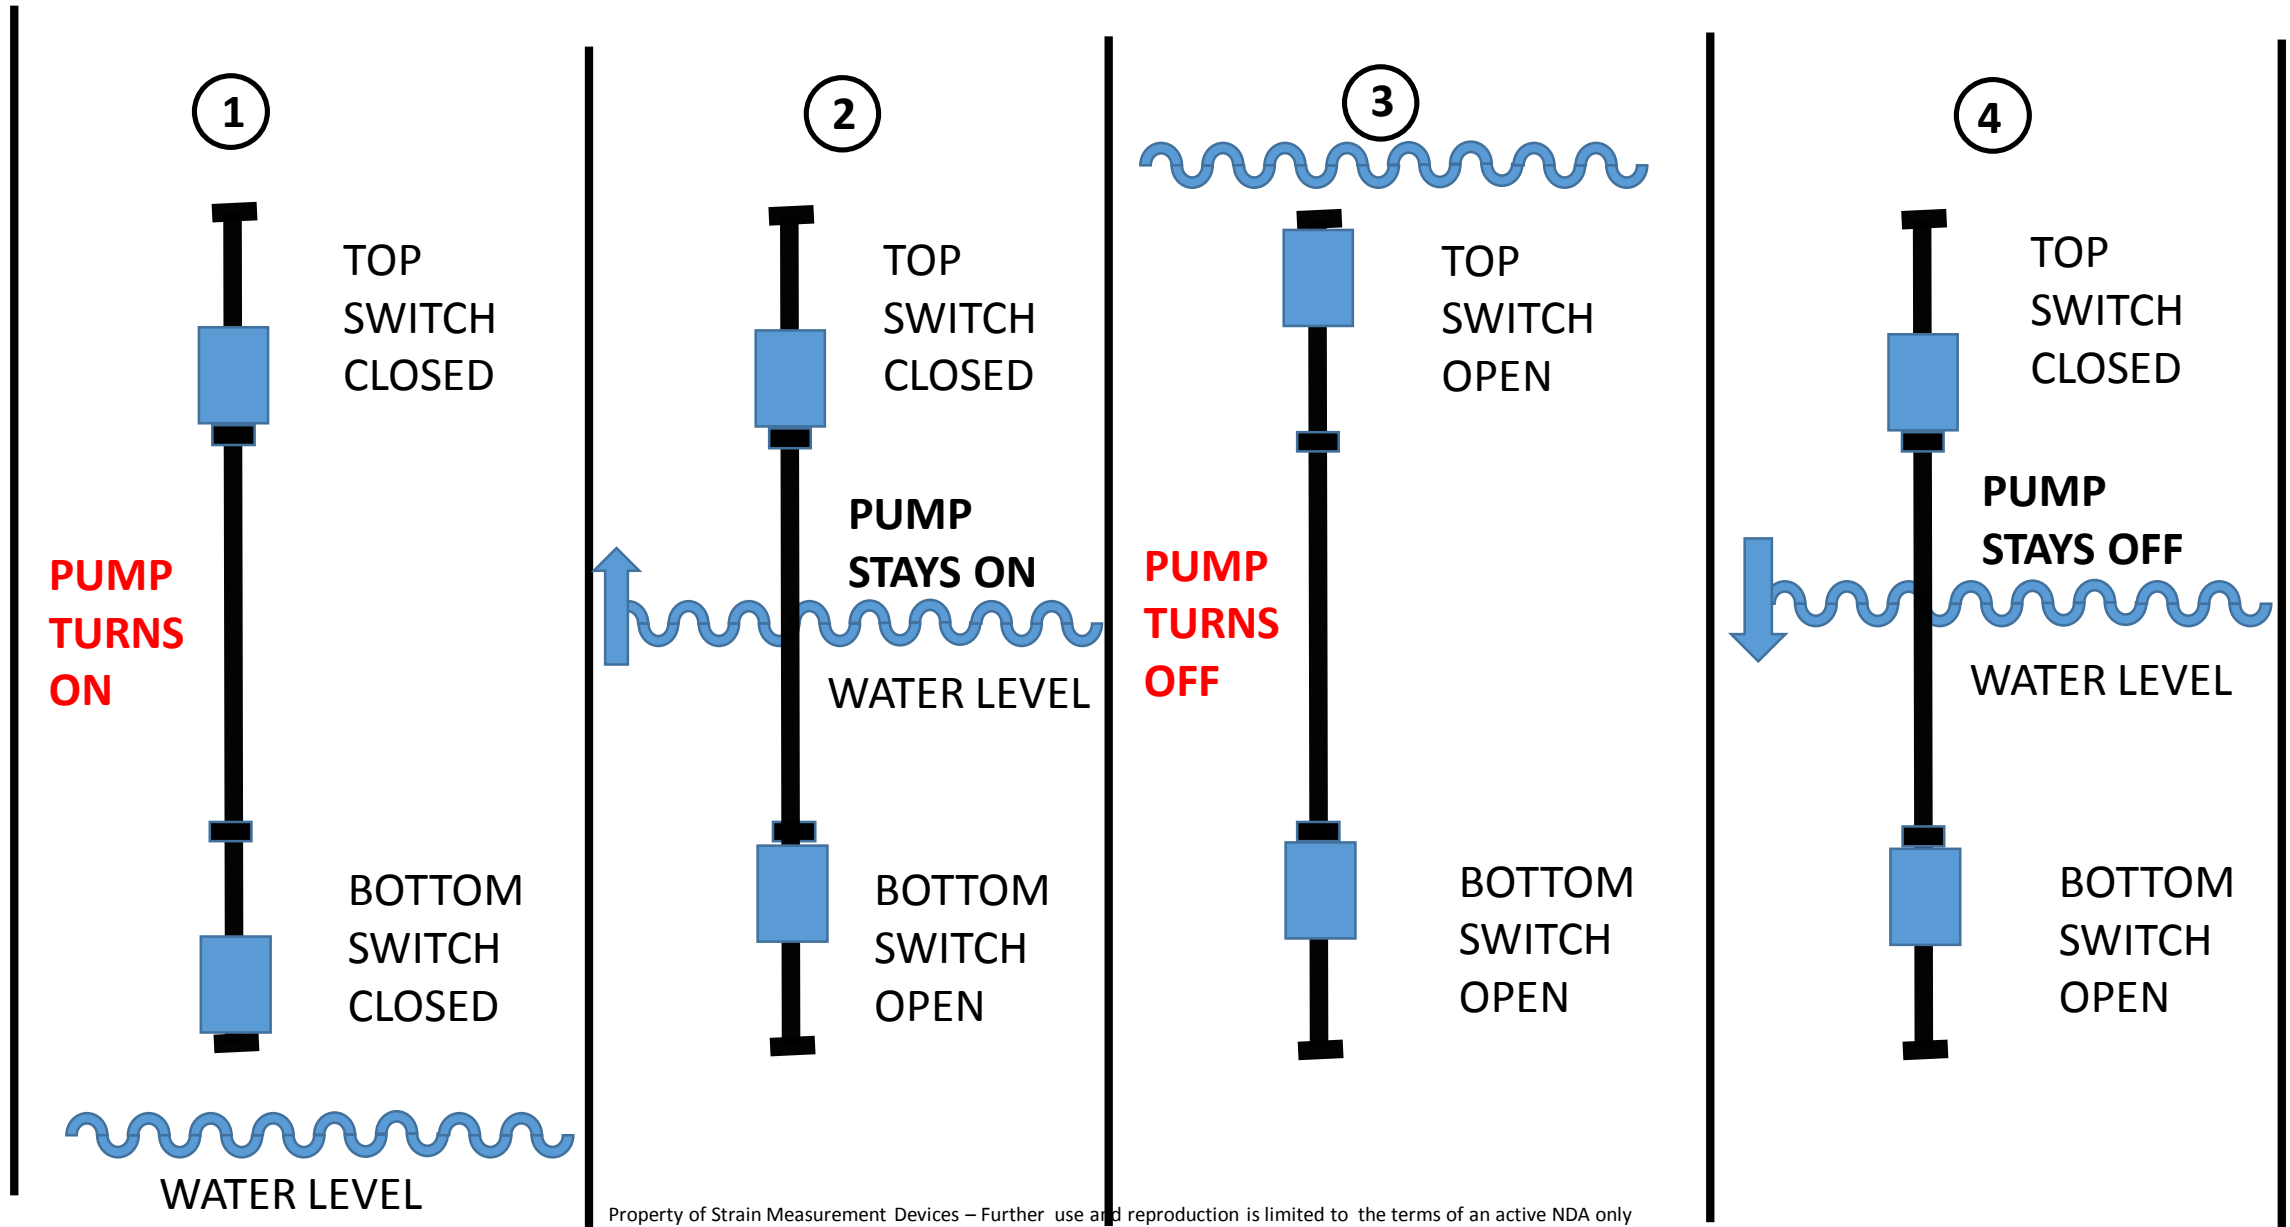 1
TOP
SWITCH
CLOSED
PUMP
TURNS
ON
BOTTOM
SWITCH
CLOSED
WATER LEVEL
2
TOP
SWITCH
CLOSED
PUMP
STAYS ON
WATER LEVEL
BOTTOM
SWITCH
OPEN
3
TOP
SWITCH
OPEN
PUMP
TURNS
OFF
BOTTOM
SWITCH
OPEN
4
TOP
SWITCH
CLOSED
PUMP
STAYS OFF
WATER LEVEL
BOTTOM
SWITCH
OPEN
Property of Strain Measurement Devices – Further use and reproduction is limited to the terms of an active NDA only